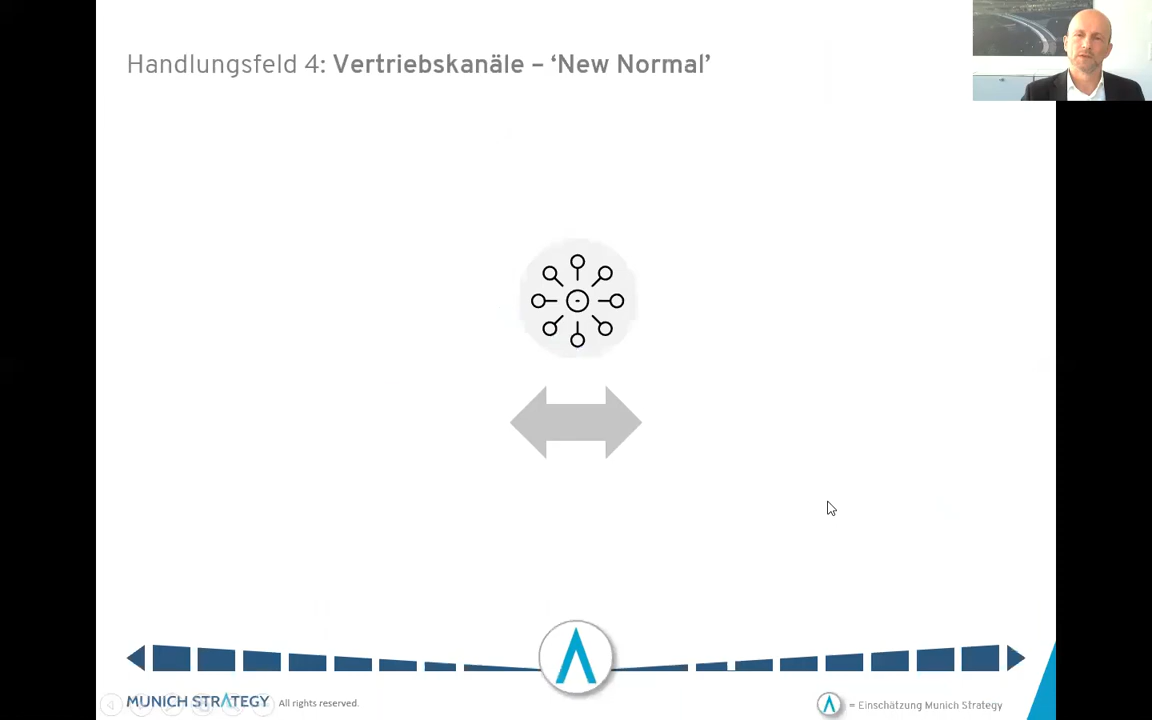 Handlungsfeld 4: Vertriebskanäle – ‘New Normal’
MUNICH STRATEGY All rights reserved.
= Einschätzung Munich Strategy